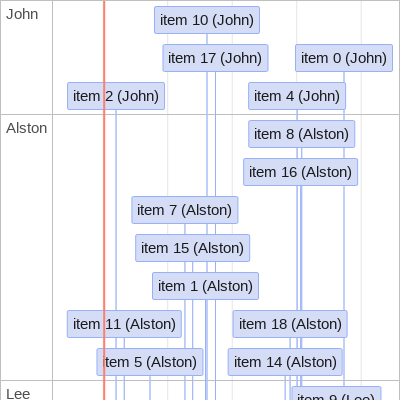 John
item 10 (John)
item 17 (John)
item 0 (John)
item 2 (John)
item 4 (John)
Alston
item 8 (Alston)
item 16 (Alston)
item 7 (Alston)
item 15 (Alston)
item 1 (Alston)
item 11 (Alston)
item 18 (Alston)
item 5 (Alston)
item 14 (Alston)
Lee
item 9 (Lee)